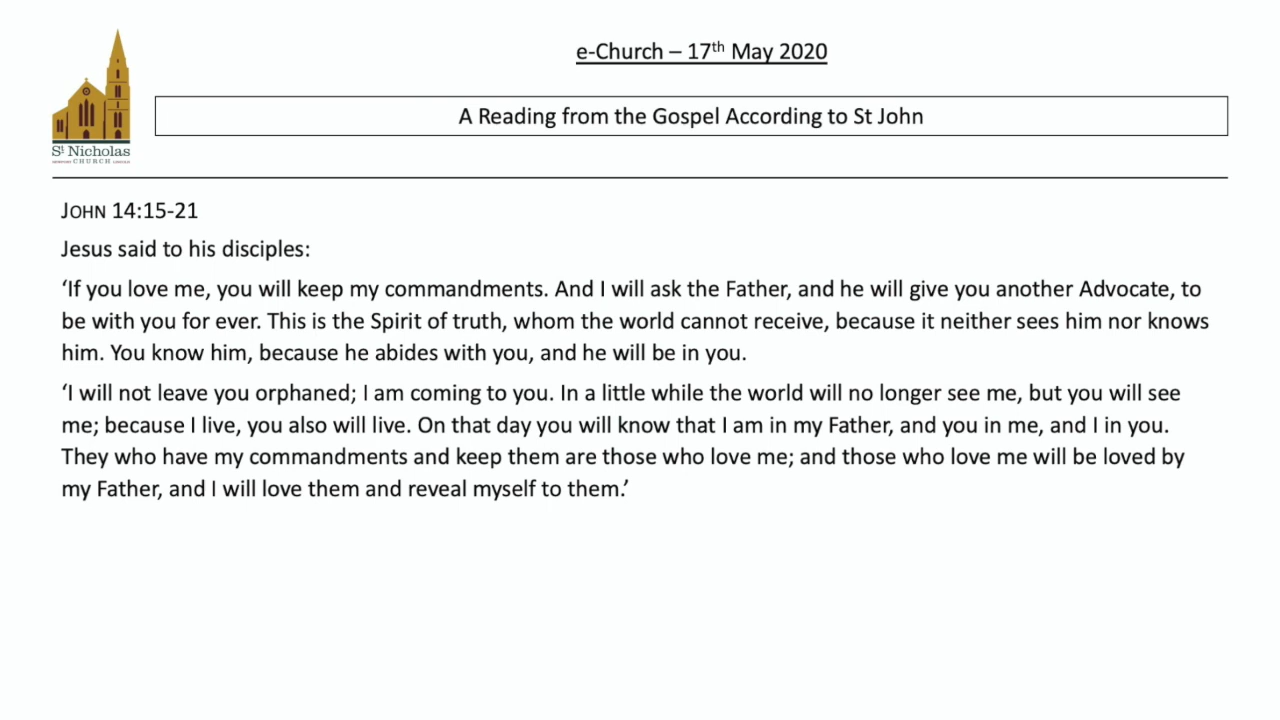 e-Church – 17th May 2020
A Reading from the Gospel According to St John
St Nicholas
CHURCH
JOHN 14:15-21
Jesus said to his disciples:
‘If you love me, you will keep my commandments. And I will ask the Father, and he will give you another Advocate, to
be with you for ever. This is the Spirit of truth, whom the world cannot receive, because it neither sees him nor knows
him. You know him, because he abides with you, and he will be in you.
‘I will not leave you orphaned; I am coming to you. In a little while the world will no longer see me, but you will see
me; because I live, you also will live. On that day you will know that I am in my Father, and you in me, and I in you.
They who have my commandments and keep them are those who love me; and those who love me will be loved by
my Father, and I will love them and reveal myself to them.’